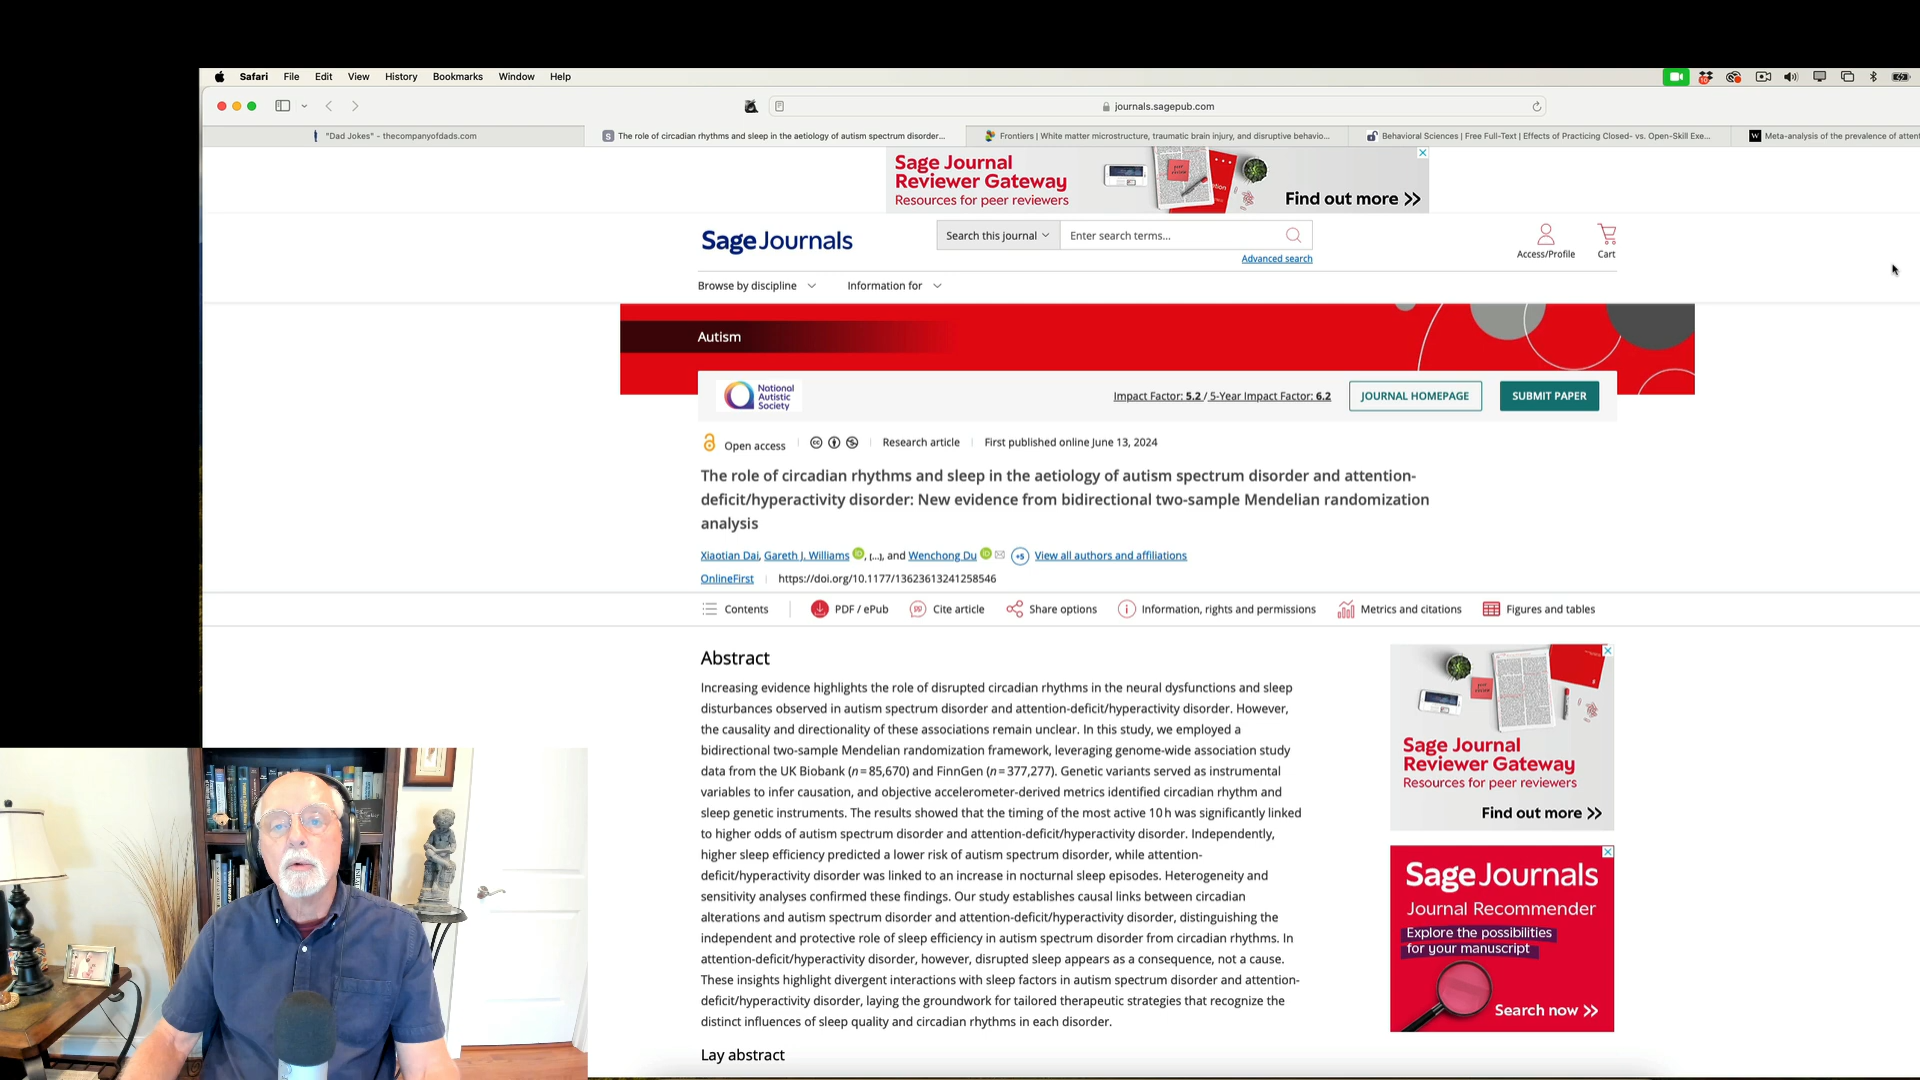 Safari File Edit View History Bookmarks Window Help
journals.sagepub.com
"Dad Jokes" - thecompanyofdads.com
S The role of circadian rhythms and sleep in the aetiology of autism spectrum disorder...
Frontiers | White matter microstructure, traumatic brain injury, and disruptive behavio...
Behavioral Sciences | Free Full-Text | Effects of Practicing Closed- vs. Open-Skill Exe...
W Meta-analysis of the prevalence of attent
Sage Journal
Reviewer Gateway
Resources for peer reviewers
Find out more >>
Sage Journals
Search this journal
Enter search terms...
Advanced search
Access/Profile
Cart
Browse by discipline
Information for
Autism
National
Autistic
Society
Impact Factor: 5.2 / 5-Year Impact Factor: 6.2
JOURNAL HOMEPAGE
SUBMIT PAPER
Open access
Research article
First published online June 13, 2024
The role of circadian rhythms and sleep in the aetiology of autism spectrum disorder and attention-
deficit/hyperactivity disorder: New evidence from bidirectional two-sample Mendelian randomization
analysis
Xiaotian Dai, Gareth J. Williams, [...], and Wenchong Du +5 View all authors and affiliations
OnlineFirst
https://doi.org/10.1177/13623613241258546
Contents
PDF / ePub
Cite article
Share options
Information, rights and permissions
Metrics and citations
Figures and tables
Abstract
Increasing evidence highlights the role of disrupted circadian rhythms in the neural dysfunctions and sleep
disturbances observed in autism spectrum disorder and attention-deficit/hyperactivity disorder. However,
the causality and directionality of these associations remain unclear. In this study, we employed a
bidirectional two-sample Mendelian randomization framework, leveraging genome-wide association study
data from the UK Biobank (n = 85,670) and FinnGen (n = 377,277). Genetic variants served as instrumental
variables to infer causation, and objective accelerometer-derived metrics identified circadian rhythm and
sleep genetic instruments. The results showed that the timing of the most active 10 h was significantly linked
to higher odds of autism spectrum disorder and attention-deficit/hyperactivity disorder. Independently,
higher sleep efficiency predicted a lower risk of autism spectrum disorder, while attention-
deficit/hyperactivity disorder was linked to an increase in nocturnal sleep episodes. Heterogeneity and
sensitivity analyses confirmed these findings. Our study establishes causal links between circadian
alterations and autism spectrum disorder and attention-deficit/hyperactivity disorder, distinguishing the
independent and protective role of sleep efficiency in autism spectrum disorder from circadian rhythms. In
attention-deficit/hyperactivity disorder, however, disrupted sleep appears as a consequence, not a cause.
These insights highlight divergent interactions with sleep factors in autism spectrum disorder and attention-
deficit/hyperactivity disorder, laying the groundwork for tailored therapeutic strategies that recognize the
distinct influences of sleep quality and circadian rhythms in each disorder.
Lay abstract
Sage Journal
Reviewer Gateway
Resources for peer reviewers
Find out more >>
Sage Journals
Journal Recommender
Explore the possibilities
for your manuscript
Search now >>